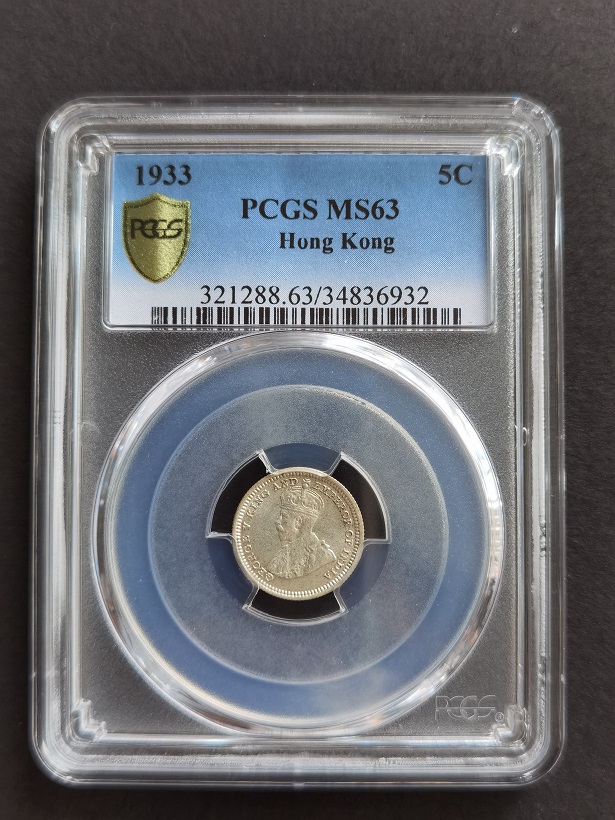 1933 5C
PCGS
PCGS MS63
Hong Kong
321288.63/34836932
GEORGE V KING AND EMPEROR OF INDIA
PCGS